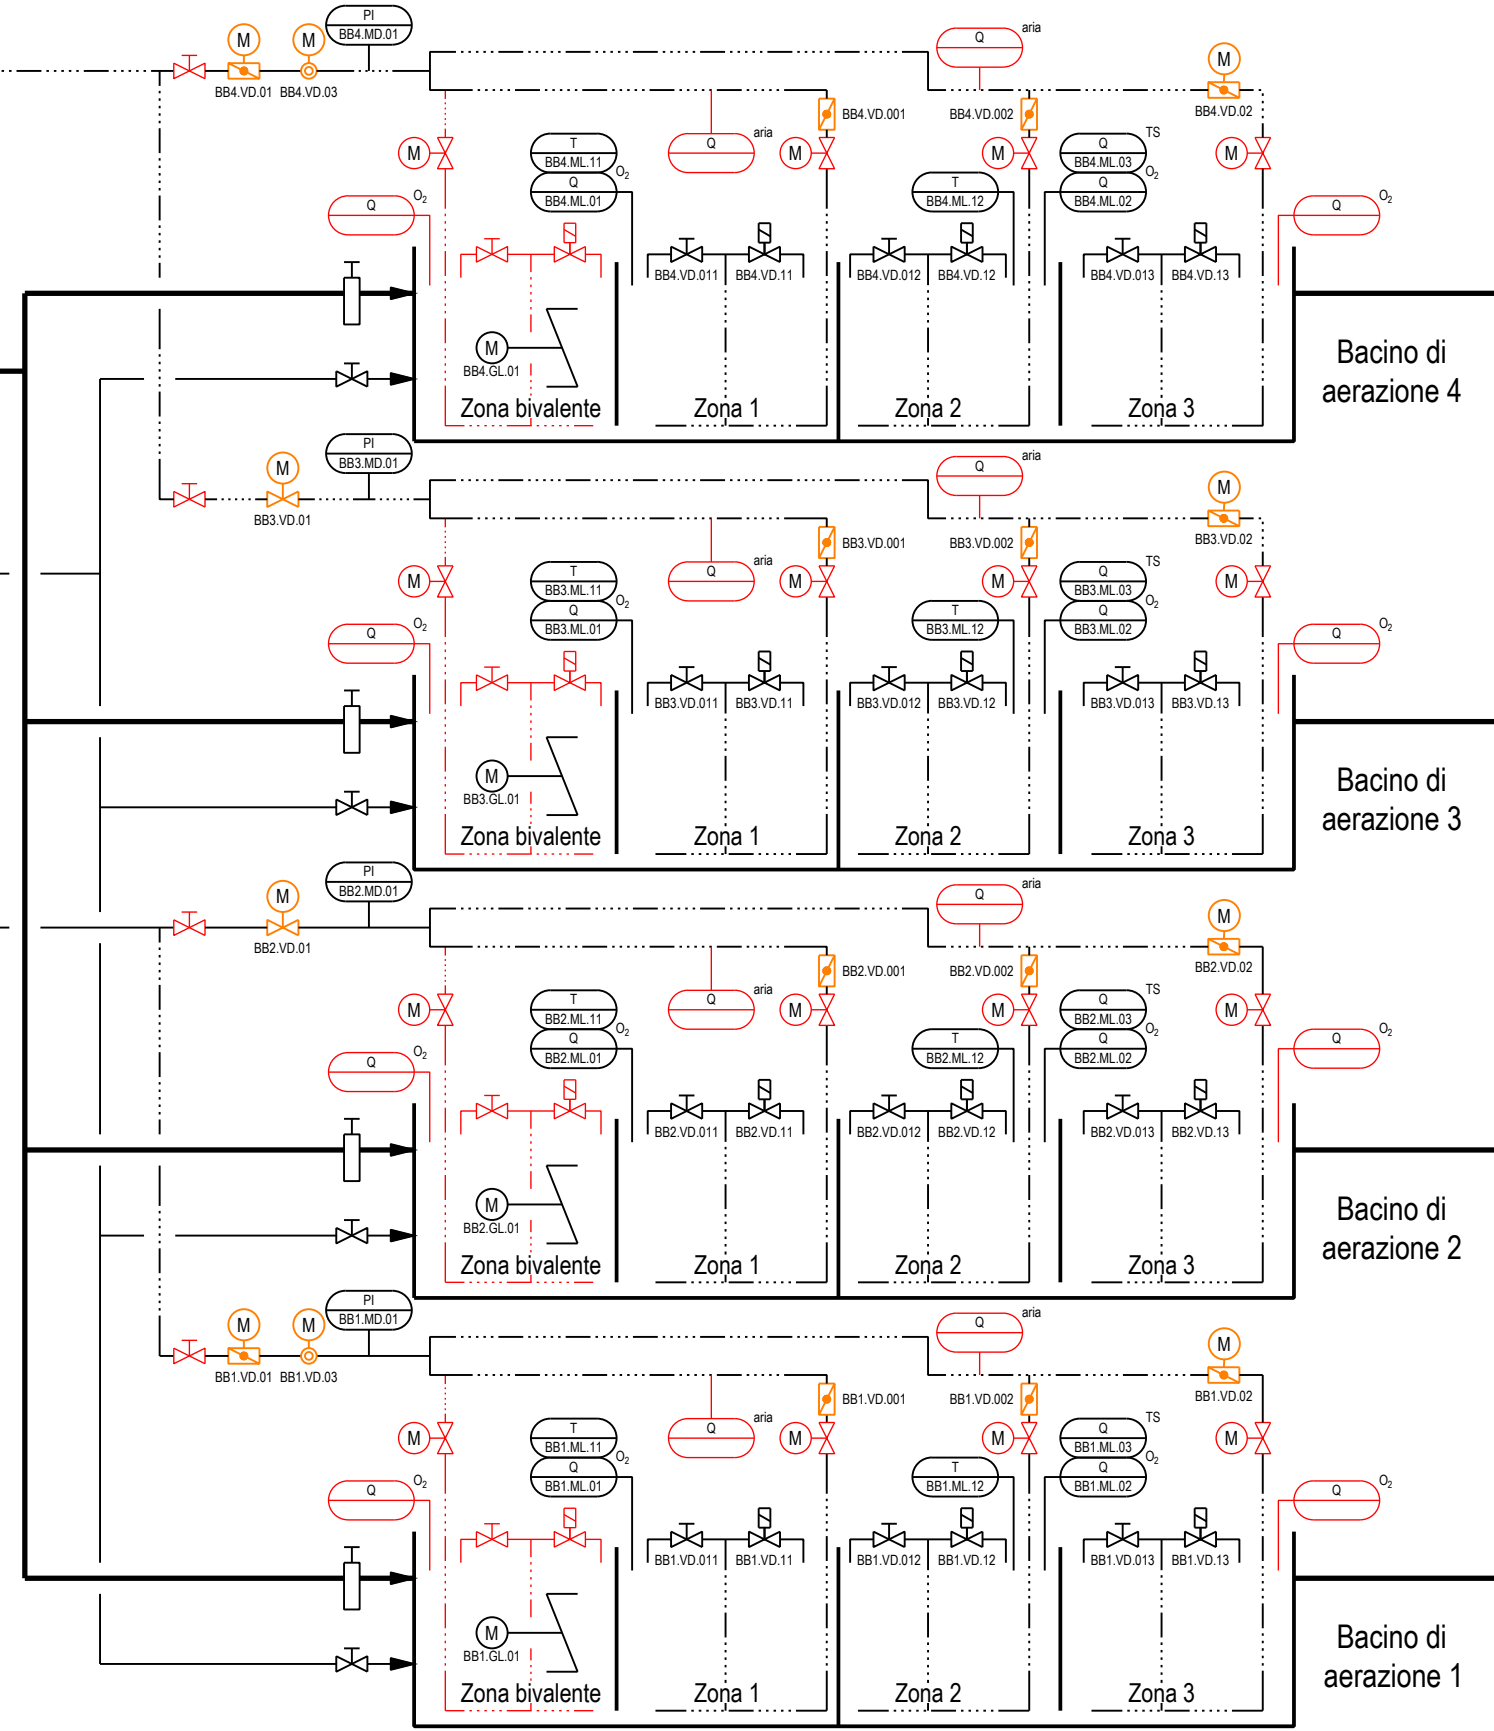 PI
BB4.MD.01
M
M
BB4.VD.01
BB4.VD.03
Q
aria
M
BB4.VD.02
BB4.VD.001
BB4.VD.002
M
T
BB4.ML.11
Q
BB4.ML.01
O2
Q
aria
M
M
T
BB4.ML.12
Q
BB4.ML.03
TS
Q
BB4.ML.02
O2
M
Q
O2
Q
O2
BB4.VD.011
BB4.VD.11
BB4.VD.012
BB4.VD.12
BB4.VD.013
BB4.VD.13
M
BB4.GL.01
Zona bivalente
Zona 1
Zona 2
Zona 3
Bacino di
aerazione 4
PI
BB3.MD.01
M
BB3.VD.01
Q
aria
M
BB3.VD.02
BB3.VD.001
BB3.VD.002
M
T
BB3.ML.11
Q
BB3.ML.01
O2
Q
aria
M
M
T
BB3.ML.12
Q
BB3.ML.03
TS
Q
BB3.ML.02
O2
M
Q
O2
Q
O2
BB3.VD.011
BB3.VD.11
BB3.VD.012
BB3.VD.12
BB3.VD.013
BB3.VD.13
M
BB3.GL.01
Zona bivalente
Zona 1
Zona 2
Zona 3
Bacino di
aerazione 3
PI
BB2.MD.01
M
BB2.VD.01
Q
aria
M
BB2.VD.02
BB2.VD.001
BB2.VD.002
M
T
BB2.ML.11
Q
BB2.ML.01
O2
Q
aria
M
M
T
BB2.ML.12
Q
BB2.ML.03
TS
Q
BB2.ML.02
O2
M
Q
O2
Q
O2
BB2.VD.011
BB2.VD.11
BB2.VD.012
BB2.VD.12
BB2.VD.013
BB2.VD.13
M
BB2.GL.01
Zona bivalente
Zona 1
Zona 2
Zona 3
Bacino di
aerazione 2
PI
BB1.MD.01
M
M
BB1.VD.01
BB1.VD.03
Q
aria
M
BB1.VD.02
BB1.VD.001
BB1.VD.002
M
T
BB1.ML.11
Q
BB1.ML.01
O2
Q
aria
M
M
T
BB1.ML.12
Q
BB1.ML.03
TS
Q
BB1.ML.02
O2
M
Q
O2
Q
O2
BB1.VD.011
BB1.VD.11
BB1.VD.012
BB1.VD.12
BB1.VD.013
BB1.VD.13
M
BB1.GL.01
Zona bivalente
Zona 1
Zona 2
Zona 3
Bacino di
aerazione 1